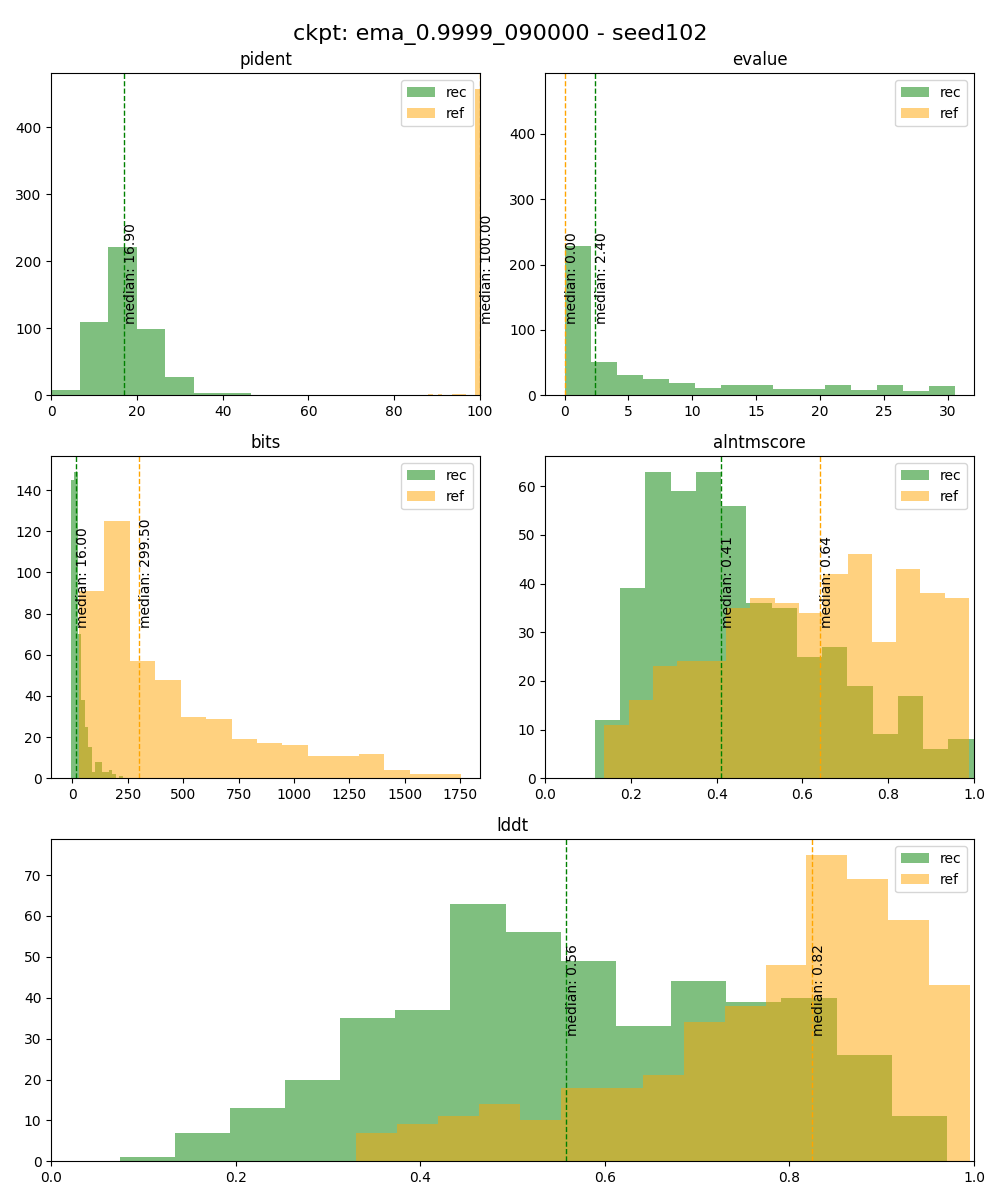 ckpt: ema_0.9999_090000 - seed102
pident
evalue
rec
ref
median: 16.90
median: 100.00
0
100
200
300
400
0
20
40
60
80
100
rec
ref
median: 0.00
median: 2.40
0
100
200
300
400
0
5
10
15
20
25
30
bits
alntmscore
rec
ref
median: 16.00
median: 299.50
0
20
40
60
80
100
120
140
0
250
500
750
1000
1250
1500
1750
rec
ref
median: 0.41
median: 0.64
0
10
20
30
40
50
60
0.0
0.2
0.4
0.6
0.8
1.0
lddt
rec
ref
median: 0.56
median: 0.82
0
10
20
30
40
50
60
70
0.0
0.2
0.4
0.6
0.8
1.0